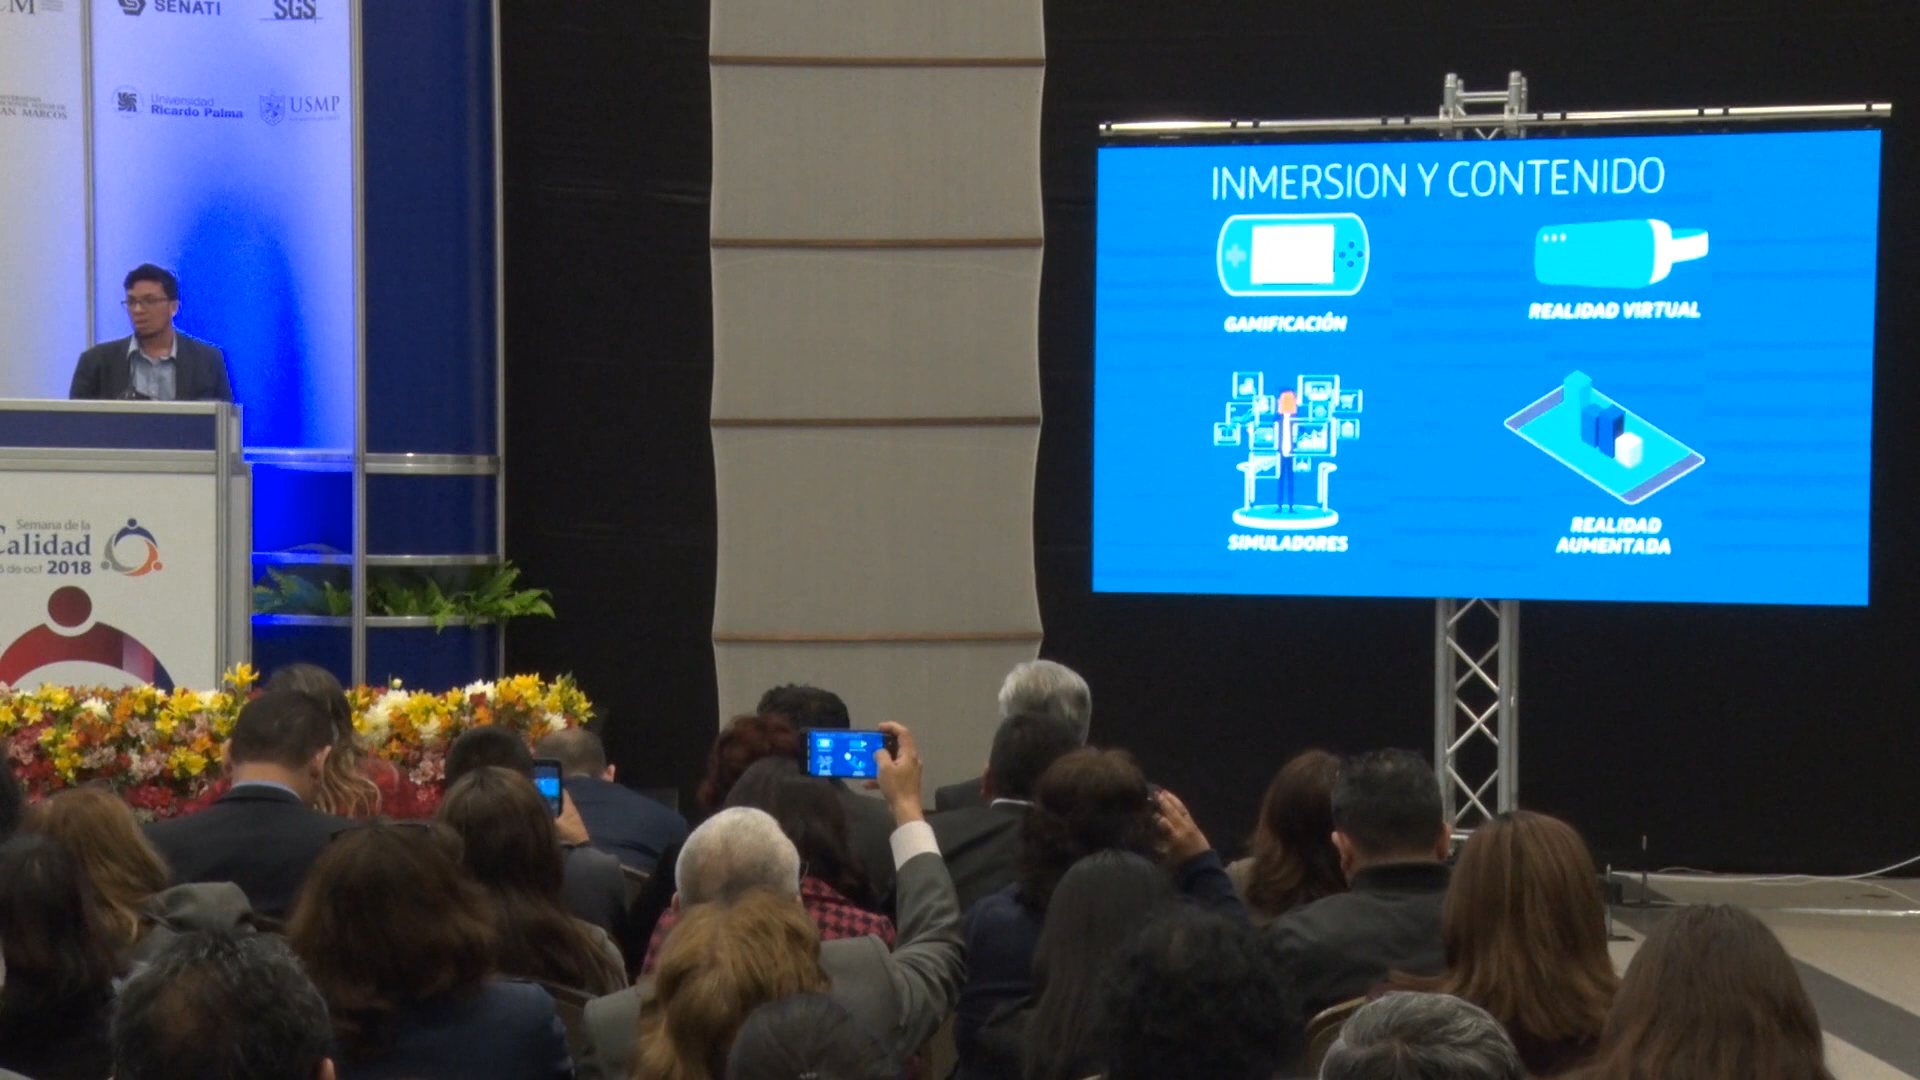 SENATI
SGS
SAN MARCOS
Universidad
Ricardo Palma
USMP
INMERSION Y CONTENIDO
GAMIFICACIÓN
REALIDAD VIRTUAL
SIMULADORES
REALIDAD
AUMENTADA
Semana de la
Calidad
de oct 2018